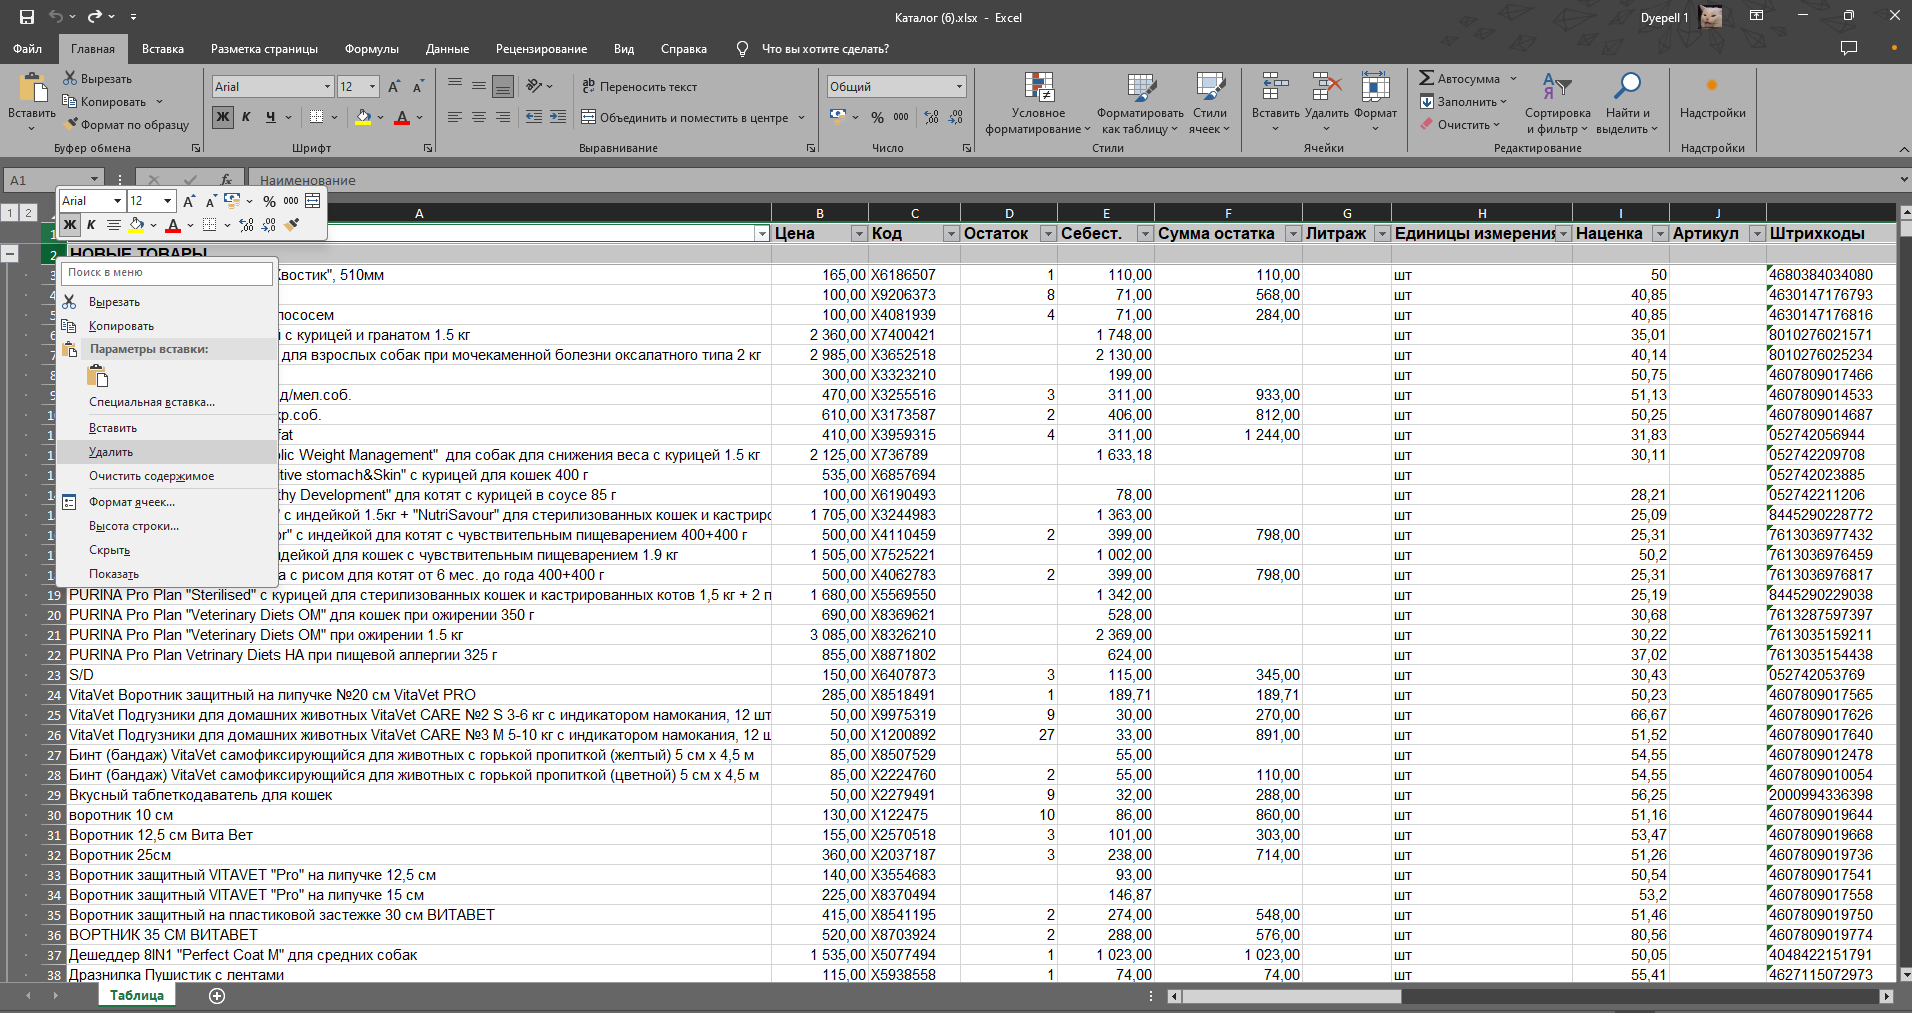 Каталог (6).xlsx - Excel
Dyepell 1
Файл Главная Вставка Разметка страницы Формулы Данные Рецензирование Вид Справка Что вы хотите сделать?
Вставить
Вырезать
Копировать
Формат по образцу
Буфер обмена
Arial 12
Ж К Ч
Шрифт
Переносить текст
Объединить и поместить в центре
Выравнивание
Общий
% 000
Число
Условное форматирование
Форматировать как таблицу
Стили ячеек
Стили
Вставить Удалить Формат
Ячейки
Автосумма
Заполнить
Очистить
Сортировка и фильтр
Найти и выделить
Редактирование
Надстройки
Надстройки
A1 fx Наименование
Arial 12 % 000
Ж К
1 2 A B C D E F G H I J
1 Цена Код Остаток Себест. Сумма остатка Литраж Единицы измерения Наценка Артикул Штрихкоды
2 НОВЫЕ ТОВАРЫ
Поиск в меню
Вырезать
Копировать
Параметры вставки:
Специальная вставка...
Вставить
Удалить
Очистить содержимое
Формат ячеек...
Высота строки...
Скрыть
Показать
3 Хвостик", 510мм 165,00 X6186507 1 110,00 110,00 шт 50 4680384034080
4 100,00 X9206373 8 71,00 568,00 шт 40,85 4630147176793
5 лососем 100,00 X4081939 4 71,00 284,00 шт 40,85 4630147176816
6 с курицей и гранатом 1.5 кг 2 360,00 X7400421 1 748,00 шт 35,01 8010276021571
7 для взрослых собак при мочекаменной болезни оксалатного типа 2 кг 2 985,00 X3652518 2 130,00 шт 40,14 8010276025234
8 300,00 X3323210 199,00 шт 50,75 4607809017466
9 д/мел.соб. 470,00 X3255516 3 311,00 933,00 шт 51,13 4607809014533
10 кр.соб. 610,00 X3173587 2 406,00 812,00 шт 50,25 4607809014687
1 fat 410,00 X3959315 4 311,00 1 244,00 шт 31,83 052742056944
1 olic Weight Management" для собак для снижения веса с курицей 1.5 кг 2 125,00 X736789 1 633,18 шт 30,11 052742209708
1 itive stomach&Skin" с курицей для кошек 400 г 535,00 X6857694 шт 052742023885
14 thy Development" для котят с курицей в соусе 85 г 100,00 X6190493 78,00 шт 28,21 052742211206
1 " с индейкой 1.5кг + "NutriSavour" для стерилизованных кошек и кастриро 1 705,00 X3244983 1 363,00 шт 25,09 8445290228772
1 or" с индейкой для котят с чувствительным пищеварением 400+400 г 500,00 X4110459 2 399,00 798,00 шт 25,31 7613036977432
1 ндейкой для кошек с чувствительным пищеварением 1.9 кг 1 505,00 X7525221 1 002,00 шт 50,2 7613036976459
18 а с рисом для котят от 6 мес. до года 400+400 г 500,00 X4062783 2 399,00 798,00 шт 25,31 7613036976817
19 PURINA Pro Plan "Sterilised" с курицей для стерилизованных кошек и кастрированных котов 1,5 кг + 2 п 1 680,00 X5569550 1 342,00 шт 25,19 8445290229038
20 PURINA Pro Plan "Veterinary Diets OM" для кошек при ожирении 350 г 690,00 X8369621 528,00 шт 30,68 7613287597397
21 PURINA Pro Plan "Veterinary Diets OM" при ожирении 1.5 кг 3 085,00 X8326210 2 369,00 шт 30,22 7613035159211
22 PURINA Pro Plan Vetrinary Diets HA при пищевой аллергии 325 г 855,00 X8871802 624,00 шт 37,02 7613035154438
23 S/D 150,00 X6407873 3 115,00 345,00 шт 30,43 052742053769
24 VitaVet Воротник защитный на липучке №20 см VitaVet PRO 285,00 X8518491 1 189,71 189,71 шт 50,23 4607809017565
25 VitaVet Подгузники для домашних животных VitaVet CARE №2 S 3-6 кг с индикатором намокания, 12 шт 50,00 X9975319 9 30,00 270,00 шт 66,67 4607809017626
26 VitaVet Подгузники для домашних животных VitaVet CARE №3 M 5-10 кг с индикатором намокания, 12 ш 50,00 X1200892 27 33,00 891,00 шт 51,52 4607809017640
27 Бинт (бандаж) VitaVet самофиксирующийся для животных с горькой пропиткой (желтый) 5 см х 4,5 м 85,00 X8507529 55,00 шт 54,55 4607809012478
28 Бинт (бандаж) VitaVet самофиксирующийся для животных с горькой пропиткой (цветной) 5 см х 4,5 м 85,00 X2224760 2 55,00 110,00 шт 54,55 4607809010054
29 Вкусный таблеткодаватель для кошек 50,00 X2279491 9 32,00 288,00 шт 56,25 2000994336398
30 воротник 10 см 130,00 X122475 10 86,00 860,00 шт 51,16 4607809019644
31 Воротник 12,5 см Вита Вет 155,00 X2570518 3 101,00 303,00 шт 53,47 4607809019668
32 Воротник 25см 360,00 X2037187 3 238,00 714,00 шт 51,26 4607809019736
33 Воротник защитный VITAVET "Pro" на липучке 12,5 см 140,00 X3554683 93,00 шт 50,54 4607809017541
34 Воротник защитный VITAVET "Pro" на липучке 15 см 225,00 X8370494 146,87 шт 53,2 4607809017558
35 Воротник защитный на пластиковой застежке 30 см ВИТАВЕТ 415,00 X8541195 2 274,00 548,00 шт 51,46 4607809019750
36 ВОРТНИК 35 СМ ВИТАВЕТ 520,00 X8703924 2 288,00 576,00 шт 80,56 4607809019774
37 Дешеддер 8IN1 "Perfect Coat M" для средних собак 1 535,00 X5077494 1 1 023,00 1 023,00 шт 50,05 4048422151791
38 Дразнилка Пушистик с лентами 115,00 X5938558 1 74,00 74,00 шт 55,41 4627115072973
Таблица